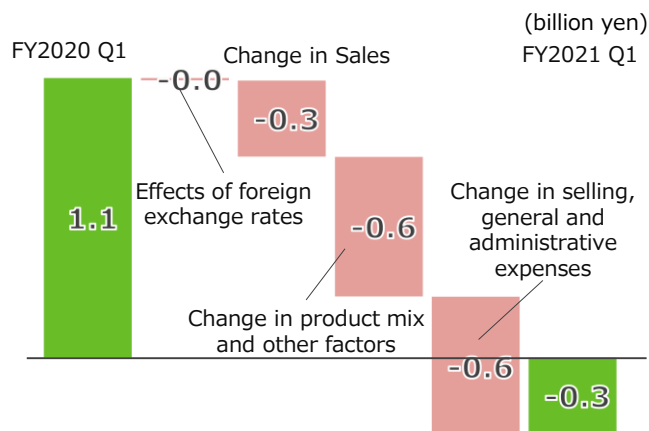 (billion yen)
FY2020 Q1
Change in Sales
FY2021 Q1
-0.0
-0.3
1.1
Effects of foreign
exchange rates
-0.6
Change in selling,
general and
administrative
expenses
Change in product mix
and other factors
-0.6
-0.3